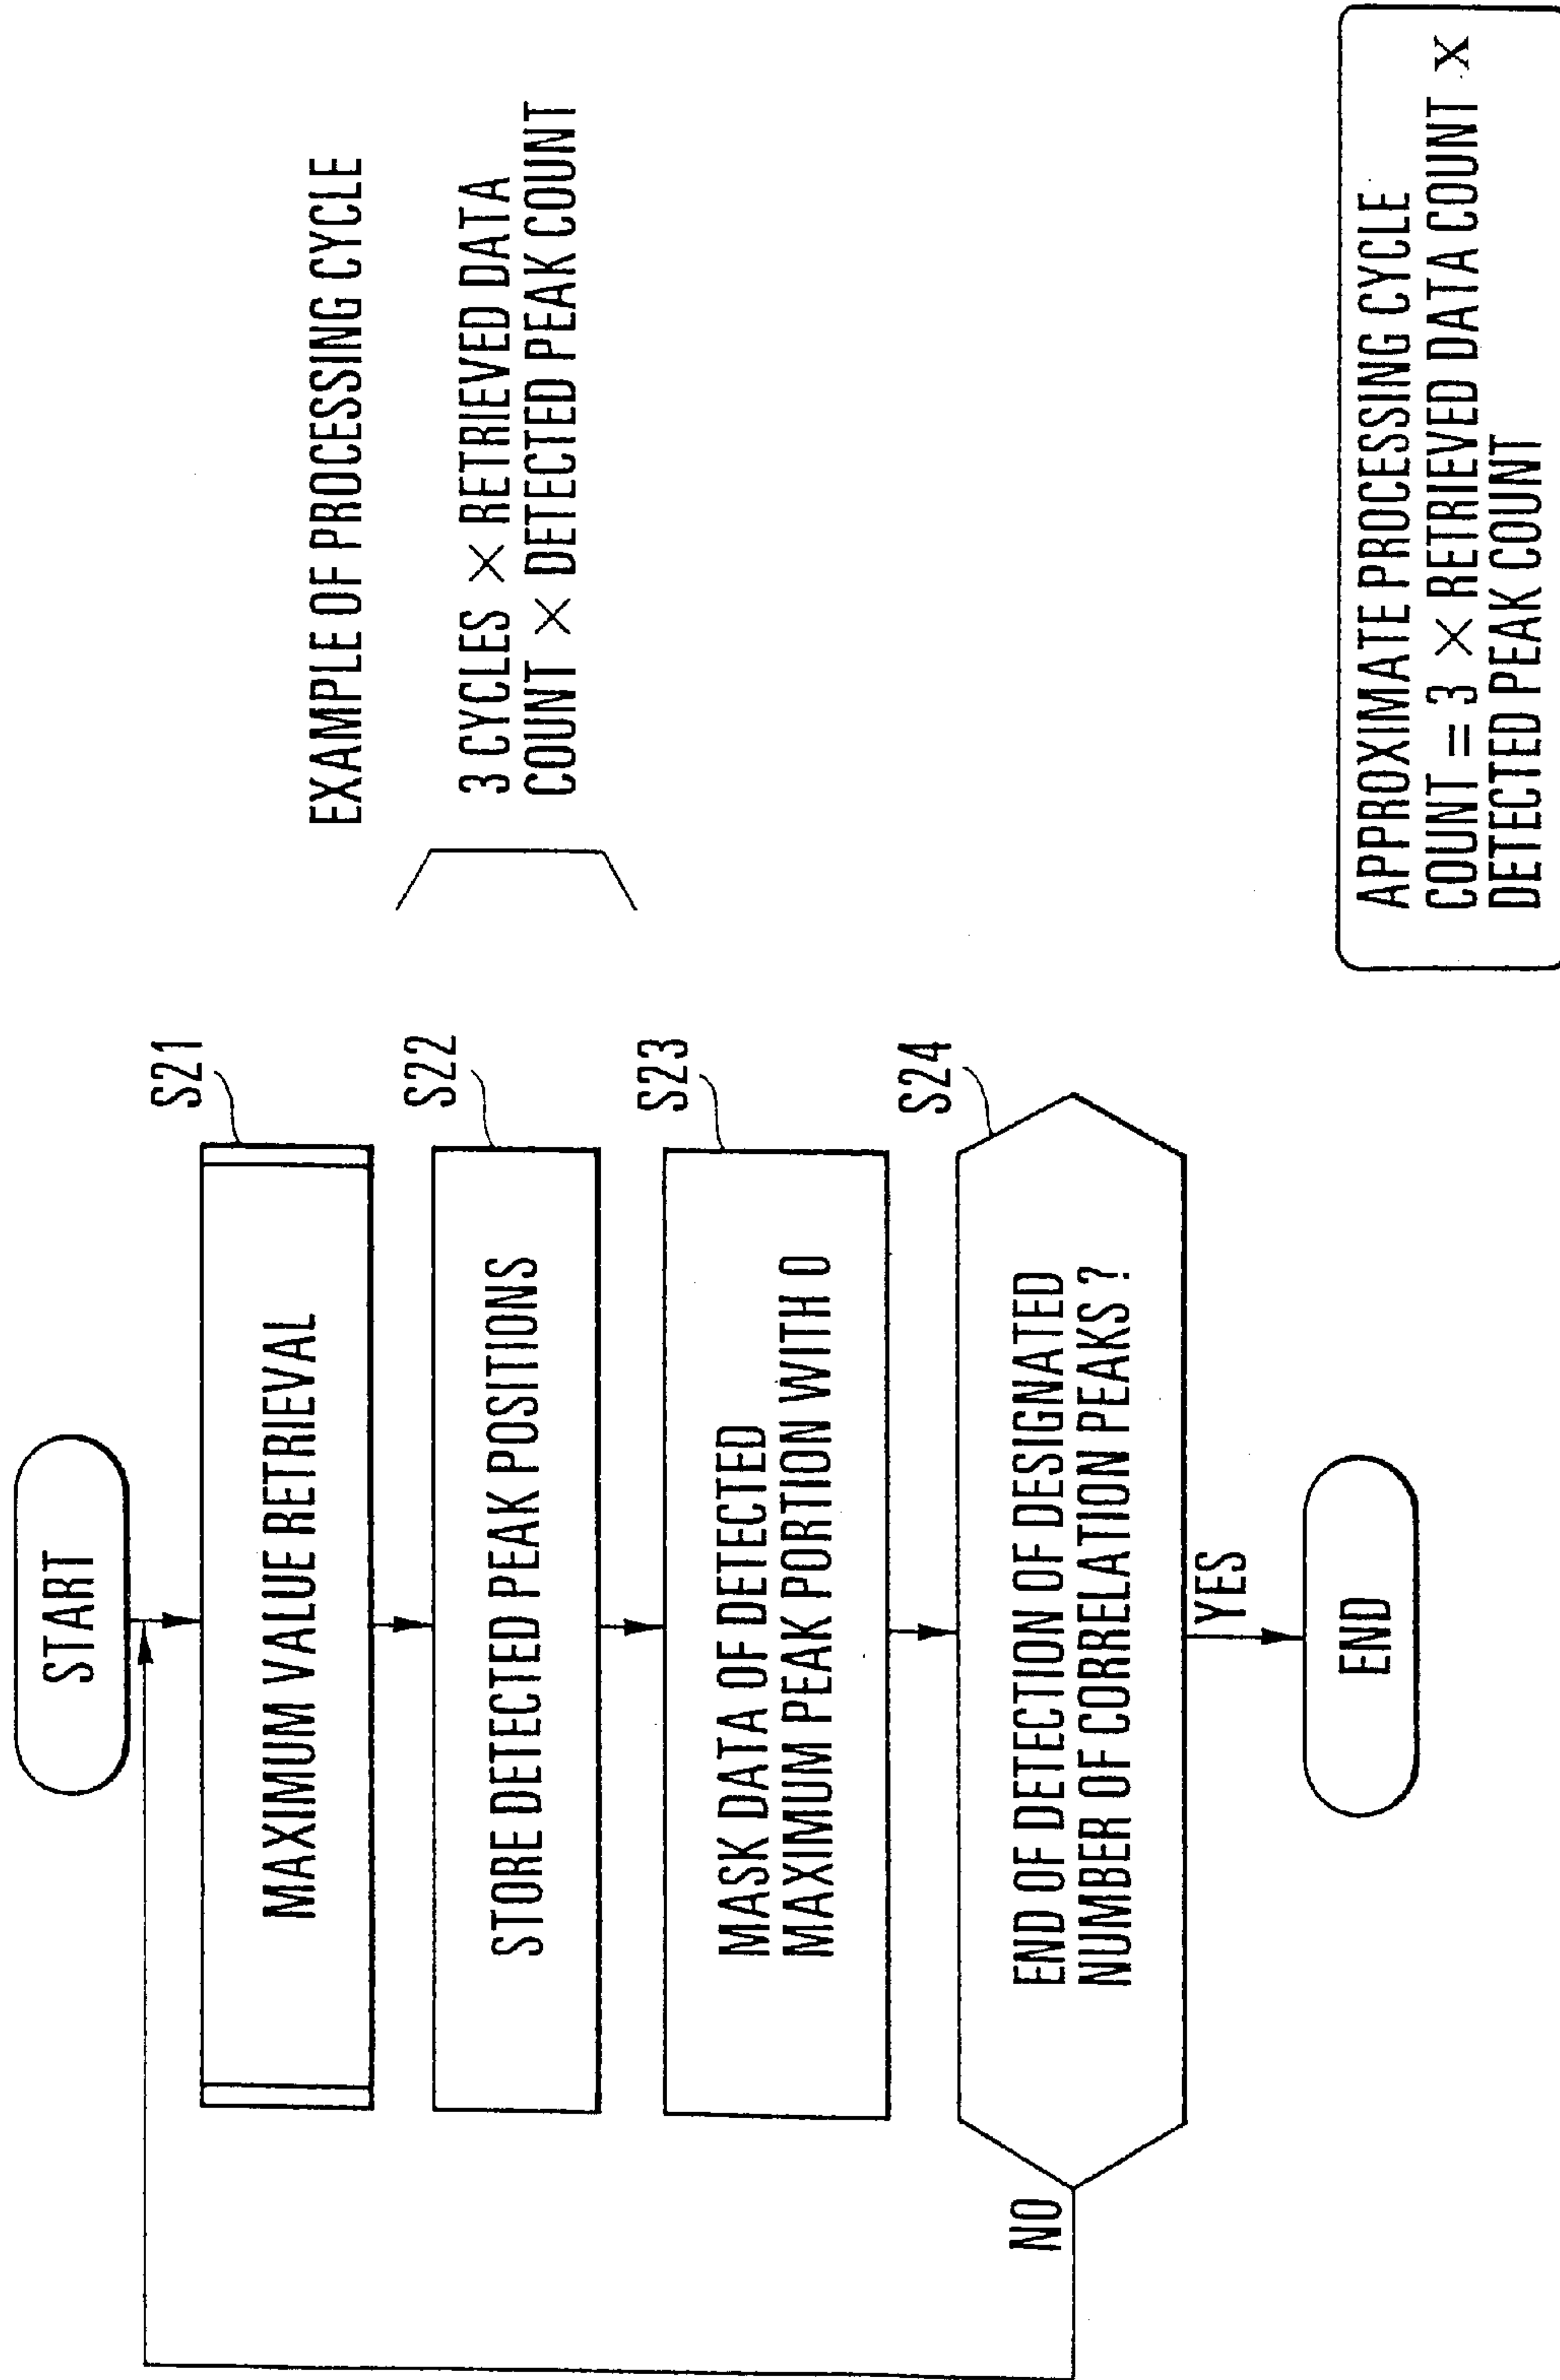 START
S21
MAXIMUM VALUE RETRIEVAL
S22
STORE DETECTED PEAK POSITIONS
S23
MASK DATA OF DETECTED
MAXIMUM PEAK PORTION WITH 0
S24
END OF DETECTION OF DESIGNATED
NUMBER OF CORRELATION PEAKS ?
NO
YES
END
EXAMPLE OF PROCESSING CYCLE
3 CYCLES × RETRIEVED DATA
COUNT × DETECTED PEAK COUNT
APPROXIMATE PROCESSING CYCLE
COUNT = 3 × RETRIEVED DATA COUNT ×
DETECTED PEAK COUNT